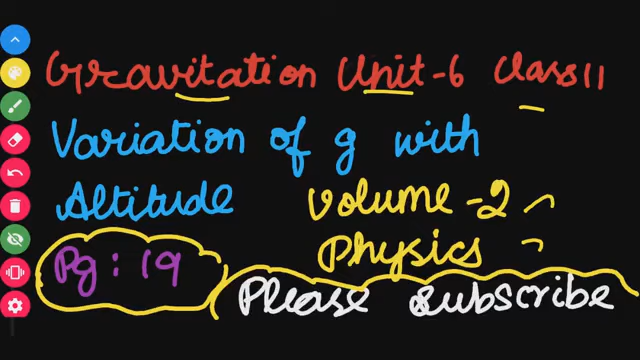 Gravitation Unit-6 Class 11
Variation of g with
Altitude Volume-2
Physics
Pg: 19
Please subscribe